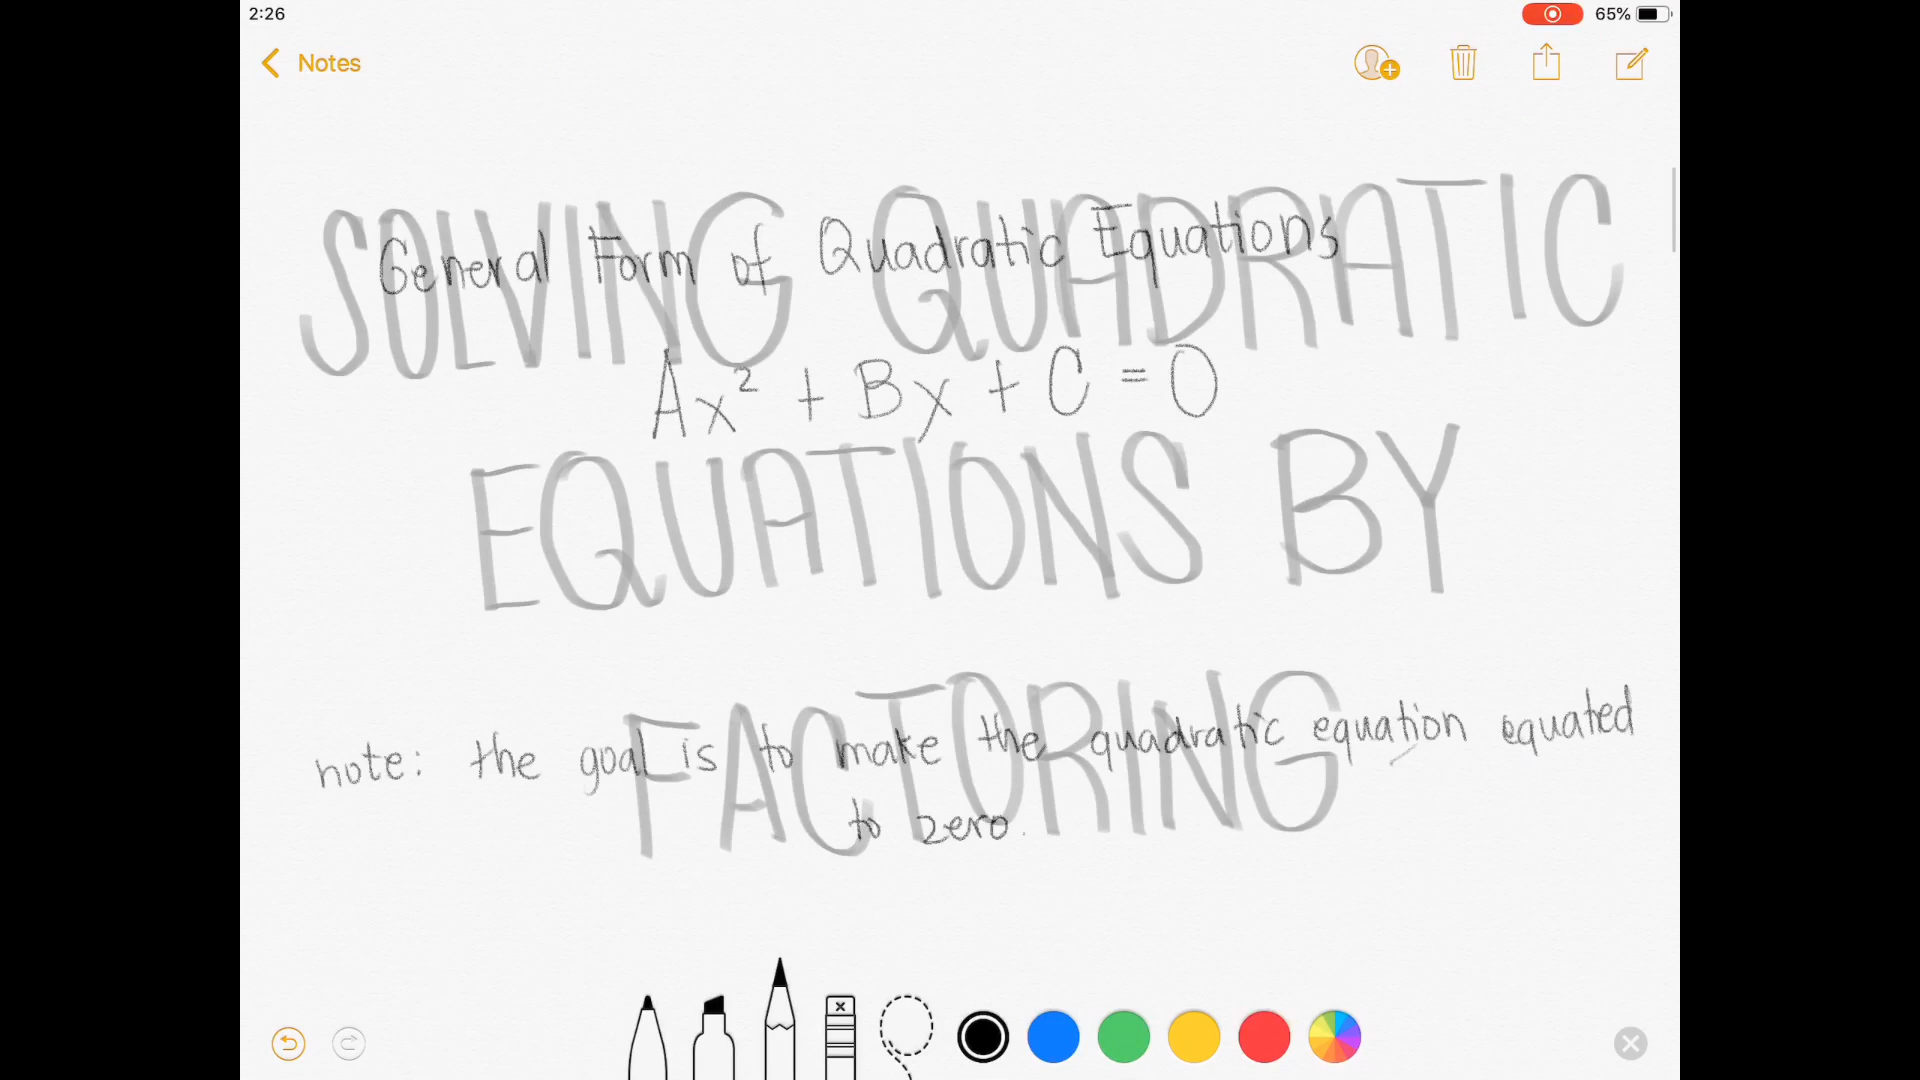 2:26
65%
Notes
SOLVING QUADRATIC
General Form of Quadratic Equations
Ax² + Bx + C = 0
EQUATIONS BY
FACTORING
note: the goal is to make the quadratic equation equated
to zero.